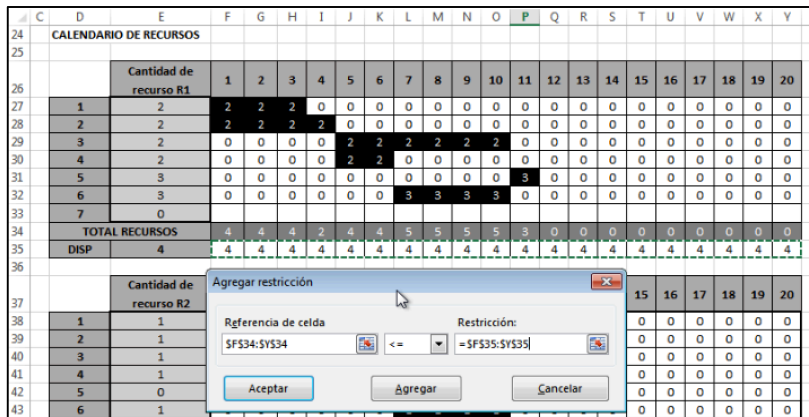 C D E F G H I J K L M N O P Q R S T U V W X Y
24 CALENDARIO DE RECURSOS
25
26 Cantidad de recurso R1 1 2 3 4 5 6 7 8 9 10 11 12 13 14 15 16 17 18 19 20
27 1 2 2 2 2 0 0 0 0 0 0 0 0 0 0 0 0 0 0 0 0 0
28 2 2 2 2 2 2 0 0 0 0 0 0 0 0 0 0 0 0 0 0 0 0
29 3 2 0 0 0 0 2 2 2 2 2 2 0 0 0 0 0 0 0 0 0 0
30 4 2 0 0 0 0 2 2 0 0 0 0 0 0 0 0 0 0 0 0 0 0
31 5 3 0 0 0 0 0 0 0 0 0 0 3 0 0 0 0 0 0 0 0 0
32 6 3 0 0 0 0 0 0 3 3 3 3 0 0 0 0 0 0 0 0 0 0
33 7 0
34 TOTAL RECURSOS 4 4 4 2 4 4 5 5 5 5 3 0 0 0 0 0 0 0 0 0
35 DISP 4 4 4 4 4 4 4 4 4 4 4 4 4 4 4 4 4 4 4 4 4
36
37 Cantidad de recurso R2 15 16 17 18 19 20
38 1 1 0 0 0 0 0 0
39 2 1 0 0 0 0 0 0
40 3 1 0 0 0 0 0 0
41 4 1 0 0 0 0 0 0
42 5 0 0 0 0 0 0 0
43 6 1 0 0 0 0 0 0
Agregar restricción
Referencia de celda Restricción:
$F$34:$Y$34 <= =$F$35:$Y$35
Aceptar Agregar Cancelar